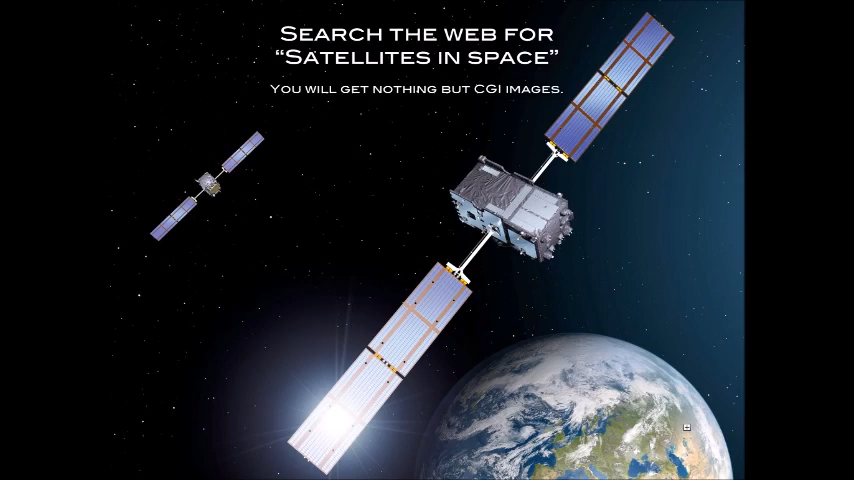 Search the web for
“Satellites in space”
You will get nothing but CGI images.